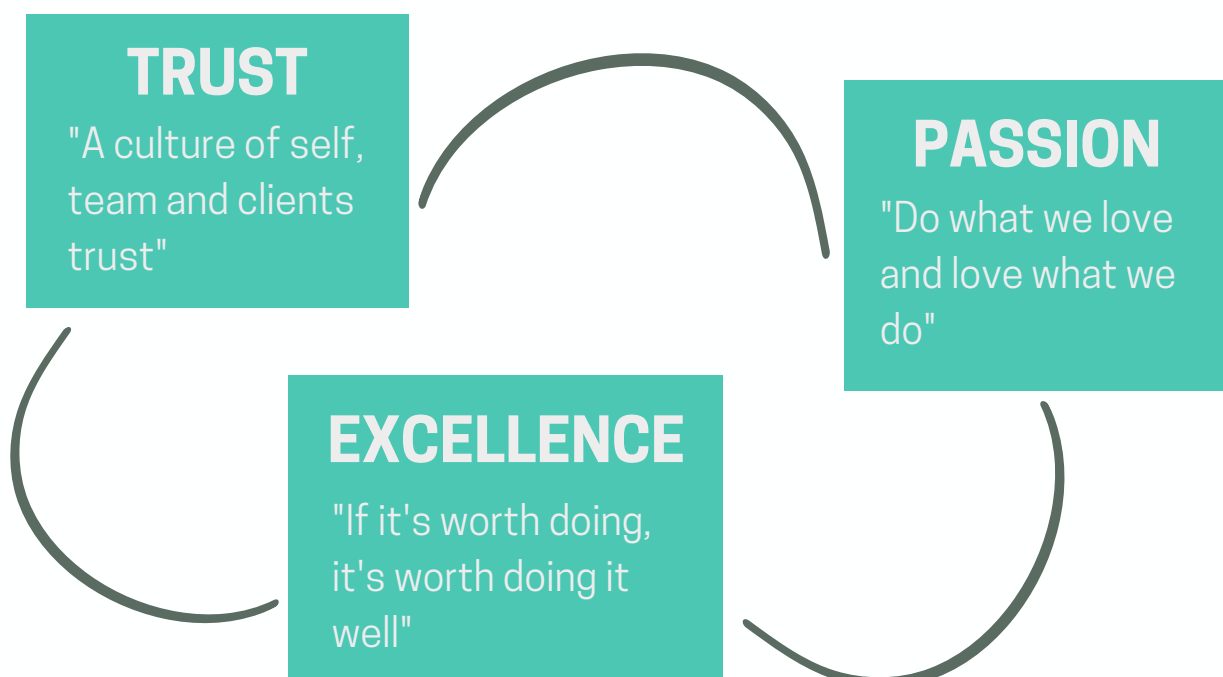 TRUST
"A culture of self,
team and clients
trust"
PASSION
"Do what we love
and love what we
do"
EXCELLENCE
"If it's worth doing,
it's worth doing it
well"